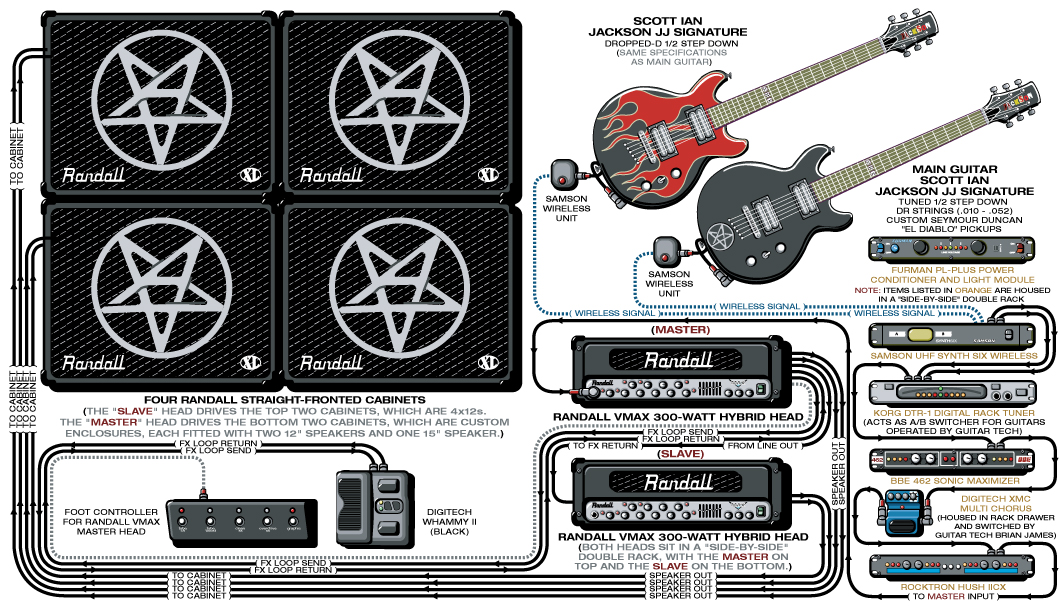 SCOTT IAN
JACKSON JJ SIGNATURE
DROPPED-D 1/2 STEP DOWN
(SAME SPECIFICATIONS
AS MAIN GUITAR)
JACKSON
JACKSON
MAIN GUITAR
SCOTT IAN
JACKSON JJ SIGNATURE
TUNED 1/2 STEP DOWN
DR STRINGS (.010 - .052)
CUSTOM SEYMOUR DUNCAN
"EL DIABLO" PICKUPS
SAMSON
WIRELESS
UNIT
SAMSON
WIRELESS
UNIT
FURMAN PL-PLUS POWER
CONDITIONER AND LIGHT MODULE
NOTE: ITEMS LISTED IN ORANGE ARE HOUSED
IN A "SIDE-BY-SIDE" DOUBLE RACK
WIRELESS SIGNAL
WIRELESS SIGNAL
WIRELESS SIGNAL
A
B
SYNTH
SAMSON
SAMSON UHF SYNTH SIX WIRELESS
KORG DTR-1 DIGITAL RACK TUNER
(ACTS AS A/B SWITCHER FOR GUITARS
OPERATED BY GUITAR TECH)
462
BBE
BBE 462 SONIC MAXIMIZER
DIGITECH XMC
MULTI CHORUS
(HOUSED IN RACK DRAWER
AND SWITCHED BY
GUITAR TECH BRIAN JAMES)
ROCKTRON HUSH IICX
TO MASTER INPUT
Randall
XL
Randall
XL
Randall
XL
Randall
XL
TO CABINET
TO CABINET
TO CABINET
TO CABINET
TO CABINET
FOUR RANDALL STRAIGHT-FRONTED CABINETS
(THE "SLAVE" HEAD DRIVES THE TOP TWO CABINETS, WHICH ARE 4x12s.
THE "MASTER" HEAD DRIVES THE BOTTOM TWO CABINETS, WHICH ARE CUSTOM
ENCLOSURES, EACH FITTED WITH TWO 12" SPEAKERS AND ONE 15" SPEAKER.)
FX LOOP RETURN
FX LOOP SEND
(MASTER)
Randall
Randall
RANDALL VMAX 300-WATT HYBRID HEAD
FX LOOP SEND
FX LOOP RETURN
TO FX RETURN
FROM LINE OUT
(SLAVE)
Randall
Randall
RANDALL VMAX 300-WATT HYBRID HEAD
(BOTH HEADS SIT IN A "SIDE-BY-SIDE"
DOUBLE RACK, WITH THE MASTER ON
TOP AND THE SLAVE ON THE BOTTOM.)
SPEAKER OUT
SPEAKER OUT
FOOT CONTROLLER
FOR RANDALL VMAX
MASTER HEAD
DIGITECH
WHAMMY II
(BLACK)
FX LOOP SEND
FX LOOP RETURN
TO CABINET
SPEAKER OUT
TO CABINET
SPEAKER OUT
TO CABINET
SPEAKER OUT
TO CABINET
SPEAKER OUT